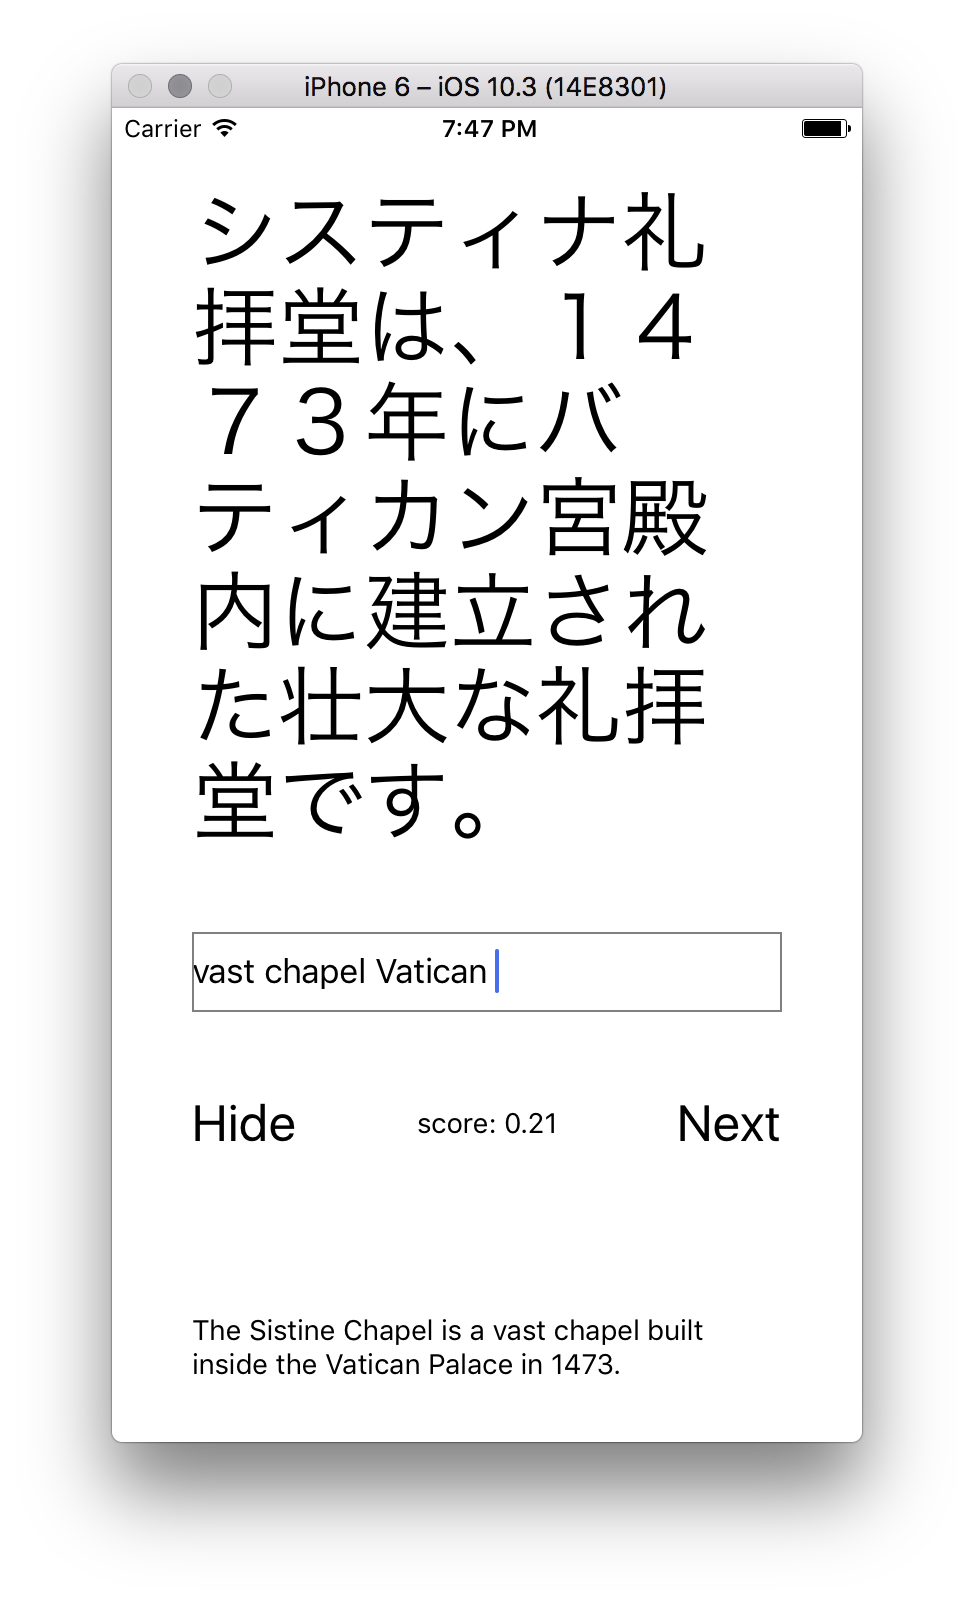 iPhone 6 – iOS 10.3 (14E8301)
Carrier 7:47 PM
システィナ礼
拝堂は、１４
７３年にバ
ティカン宮殿
内に建立され
た壮大な礼拝
堂です。
vast chapel Vatican
Hide score: 0.21 Next
The Sistine Chapel is a vast chapel built
inside the Vatican Palace in 1473.